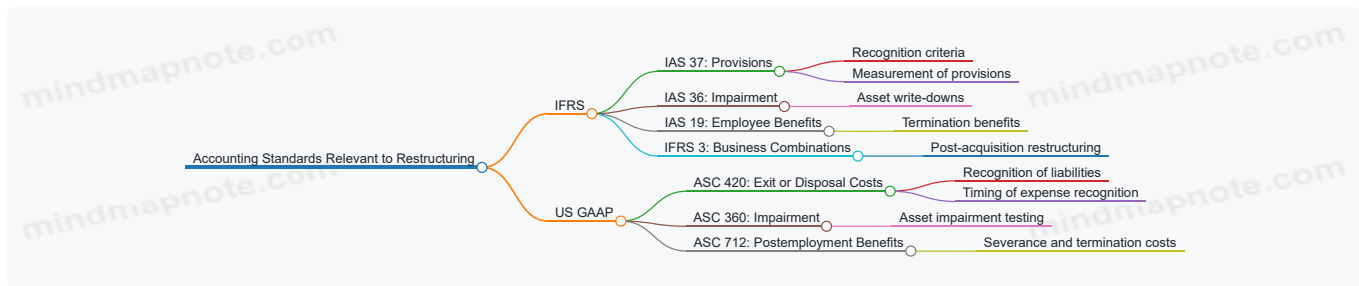 mindmapnote.com
mindmapnote.com
Accounting Standards Relevant to Restructuring
IFRS
IAS 37: Provisions
Recognition criteria
Measurement of provisions
IAS 36: Impairment
Asset write-downs
IAS 19: Employee Benefits
Termination benefits
IFRS 3: Business Combinations
Post-acquisition restructuring
US GAAP
ASC 420: Exit or Disposal Costs
Recognition of liabilities
Timing of expense recognition
ASC 360: Impairment
Asset impairment testing
ASC 712: Postemployment Benefits
Severance and termination costs
mindmapnote.com
mindmapnote.com